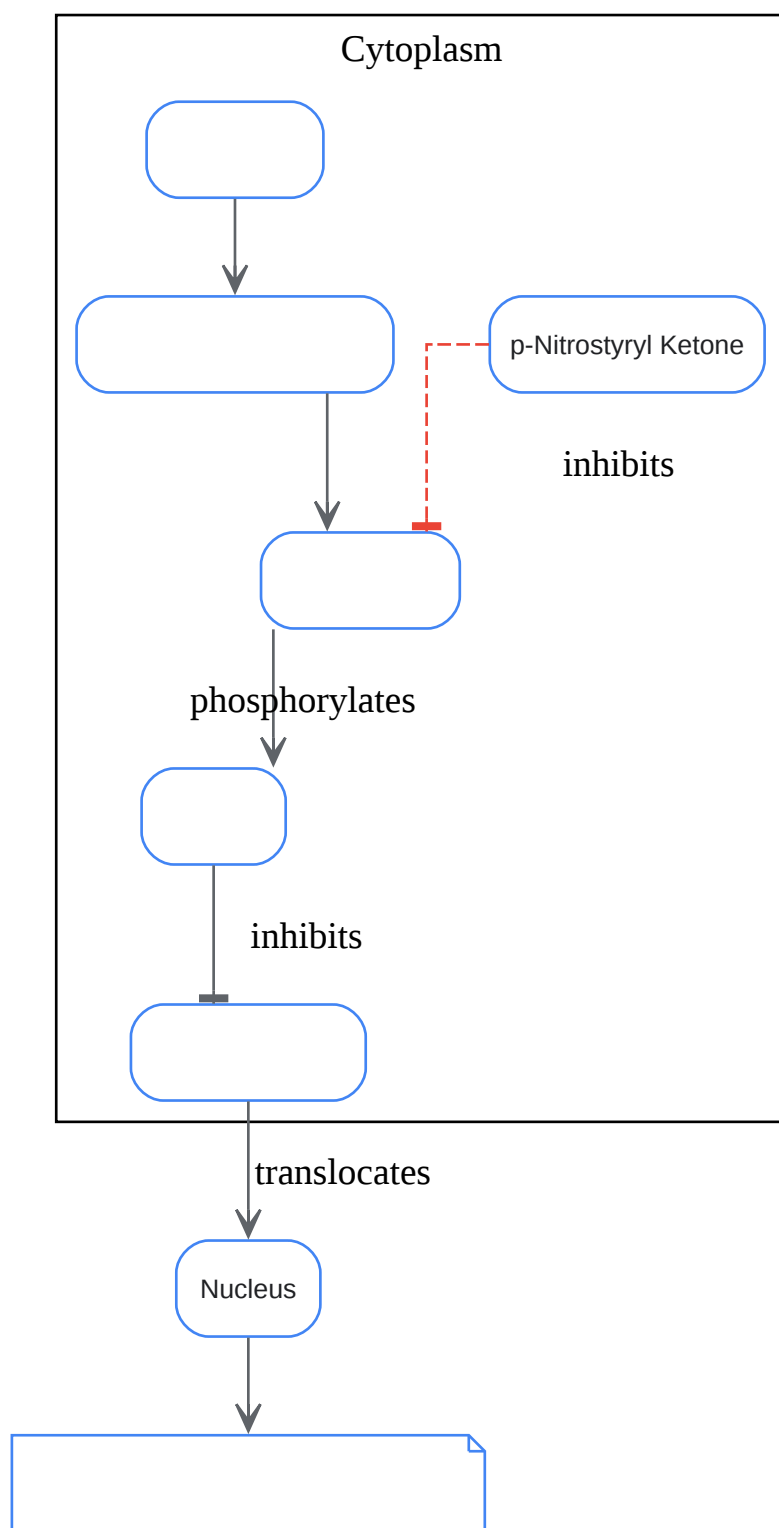 Cytoplasm
p-Nitrostyryl Ketone
inhibits
phosphorylates
inhibits
translocates
Nucleus